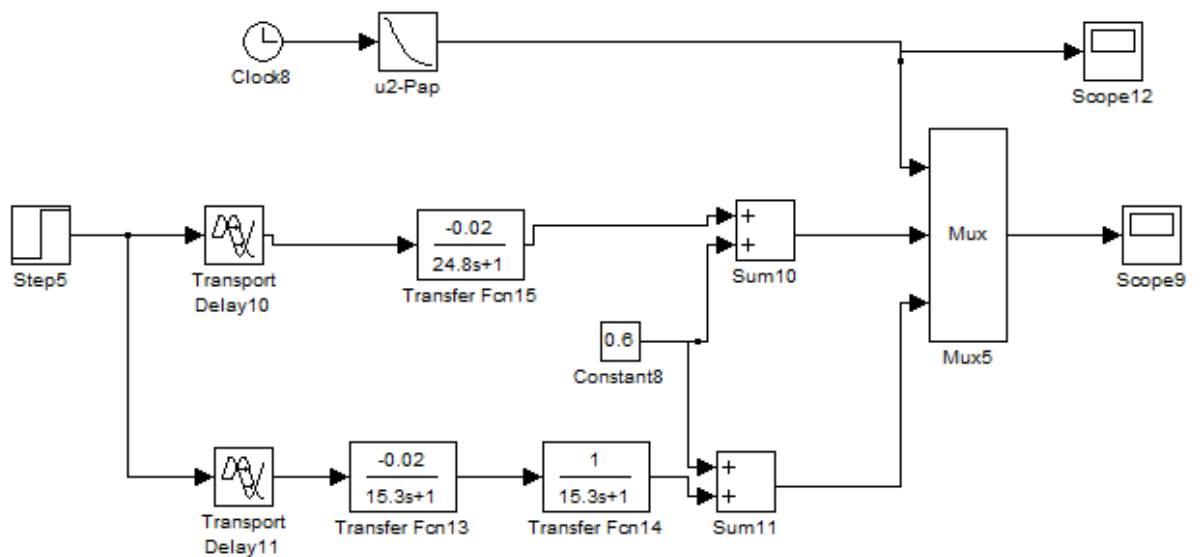 Clock8
u2-Pap
Scope12
Step5
Transport
Delay10
-0.02
24.8s+1
Transfer Fcn15
+
+
Sum10
Mux
Mux5
Scope9
0.6
Constant8
Transport
Delay11
-0.02
15.3s+1
Transfer Fcn13
1
15.3s+1
Transfer Fcn14
+
+
Sum11